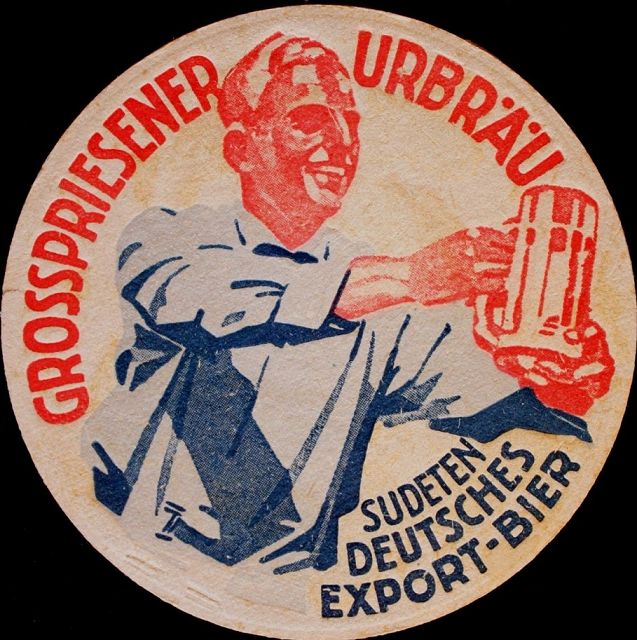 GROSSPRIESENER URBRÄU
SUDETEN
DEUTSCHES
EXPORT-BIER